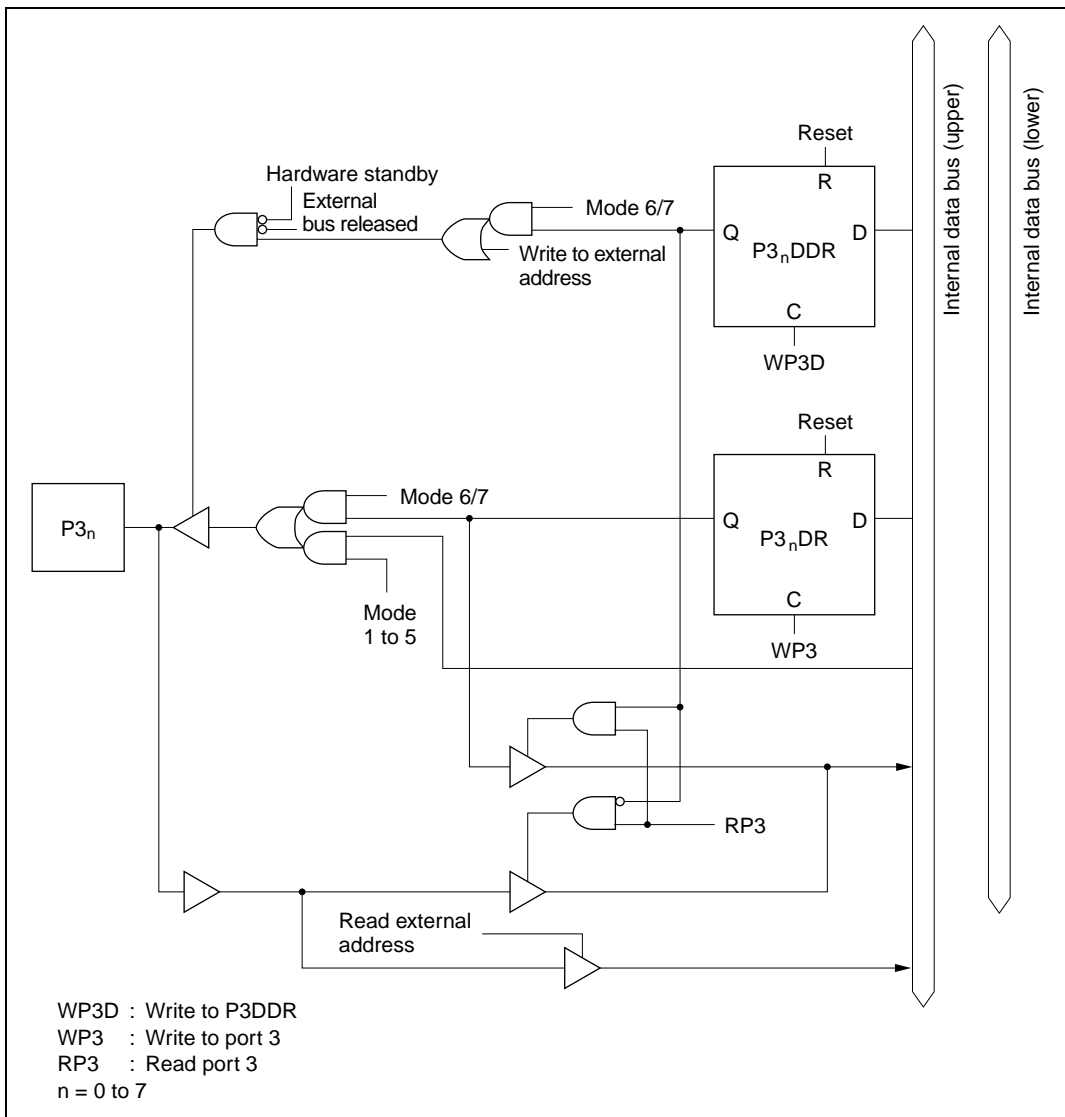 Reset
R
Q
P3nDDR
D
C
WP3D
Hardware standby
External
bus released
Mode 6/7
Write to external
address
Internal data bus (upper)
Internal data bus (lower)
Reset
R
Q
P3nDR
D
C
WP3
P3n
Mode 6/7
Mode
1 to 5
RP3
Read external
address
WP3D : Write to P3DDR
WP3 : Write to port 3
RP3 : Read port 3
n = 0 to 7